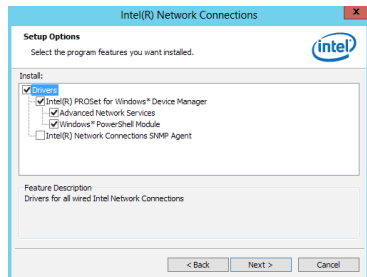 Intel(R) Network Connections
x
Setup Options
Select the program features you want installed.
intel
Install:
Drivers
Intel(R) PROSet for Windows* Device Manager
Advanced Network Services
Windows* PowerShell Module
Intel(R) Network Connections SNMP Agent
Feature Description
Drivers for all wired Intel Network Connections
< Back
Next >
Cancel